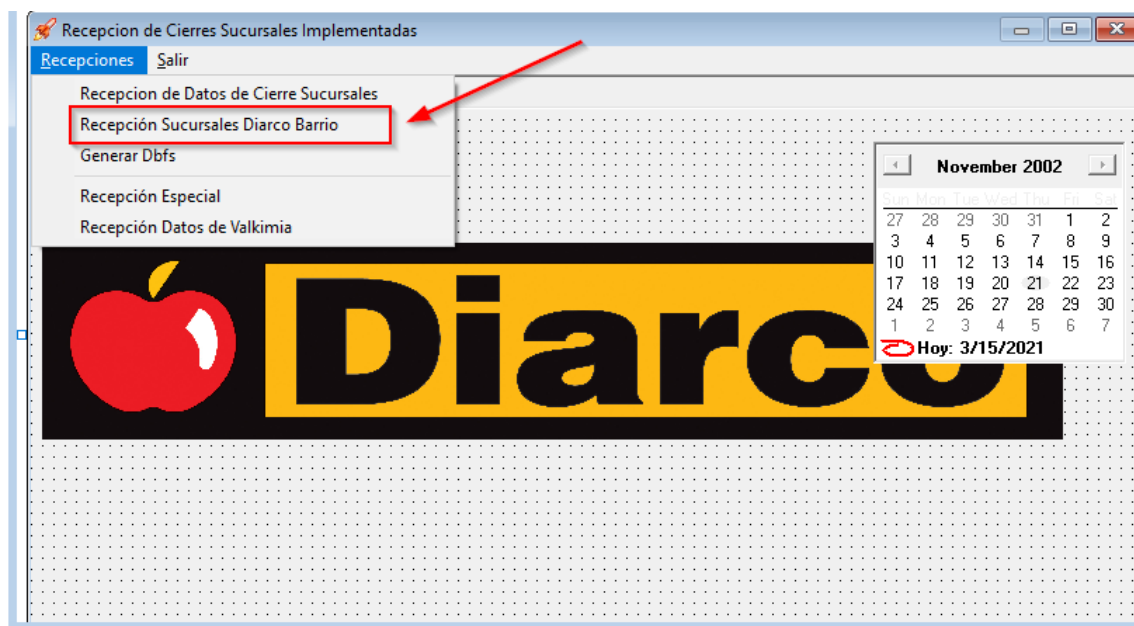 Recepcion de Cierres Sucursales Implementadas
Recepciones Salir
Recepcion de Datos de Cierre Sucursales
Recepción Sucursales Diarco Barrio
Generar Dbfs
Recepción Especial
Recepción Datos de Valkimia
November 2002
Sun Mon Tue Wed Thu Fri Sat
27 28 29 30 31 1 2
3 4 5 6 7 8 9
10 11 12 13 14 15 16
17 18 19 20 21 22 23
24 25 26 27 28 29 30
1 2 3 4 5 6 7
Hoy: 3/15/2021
Diarco